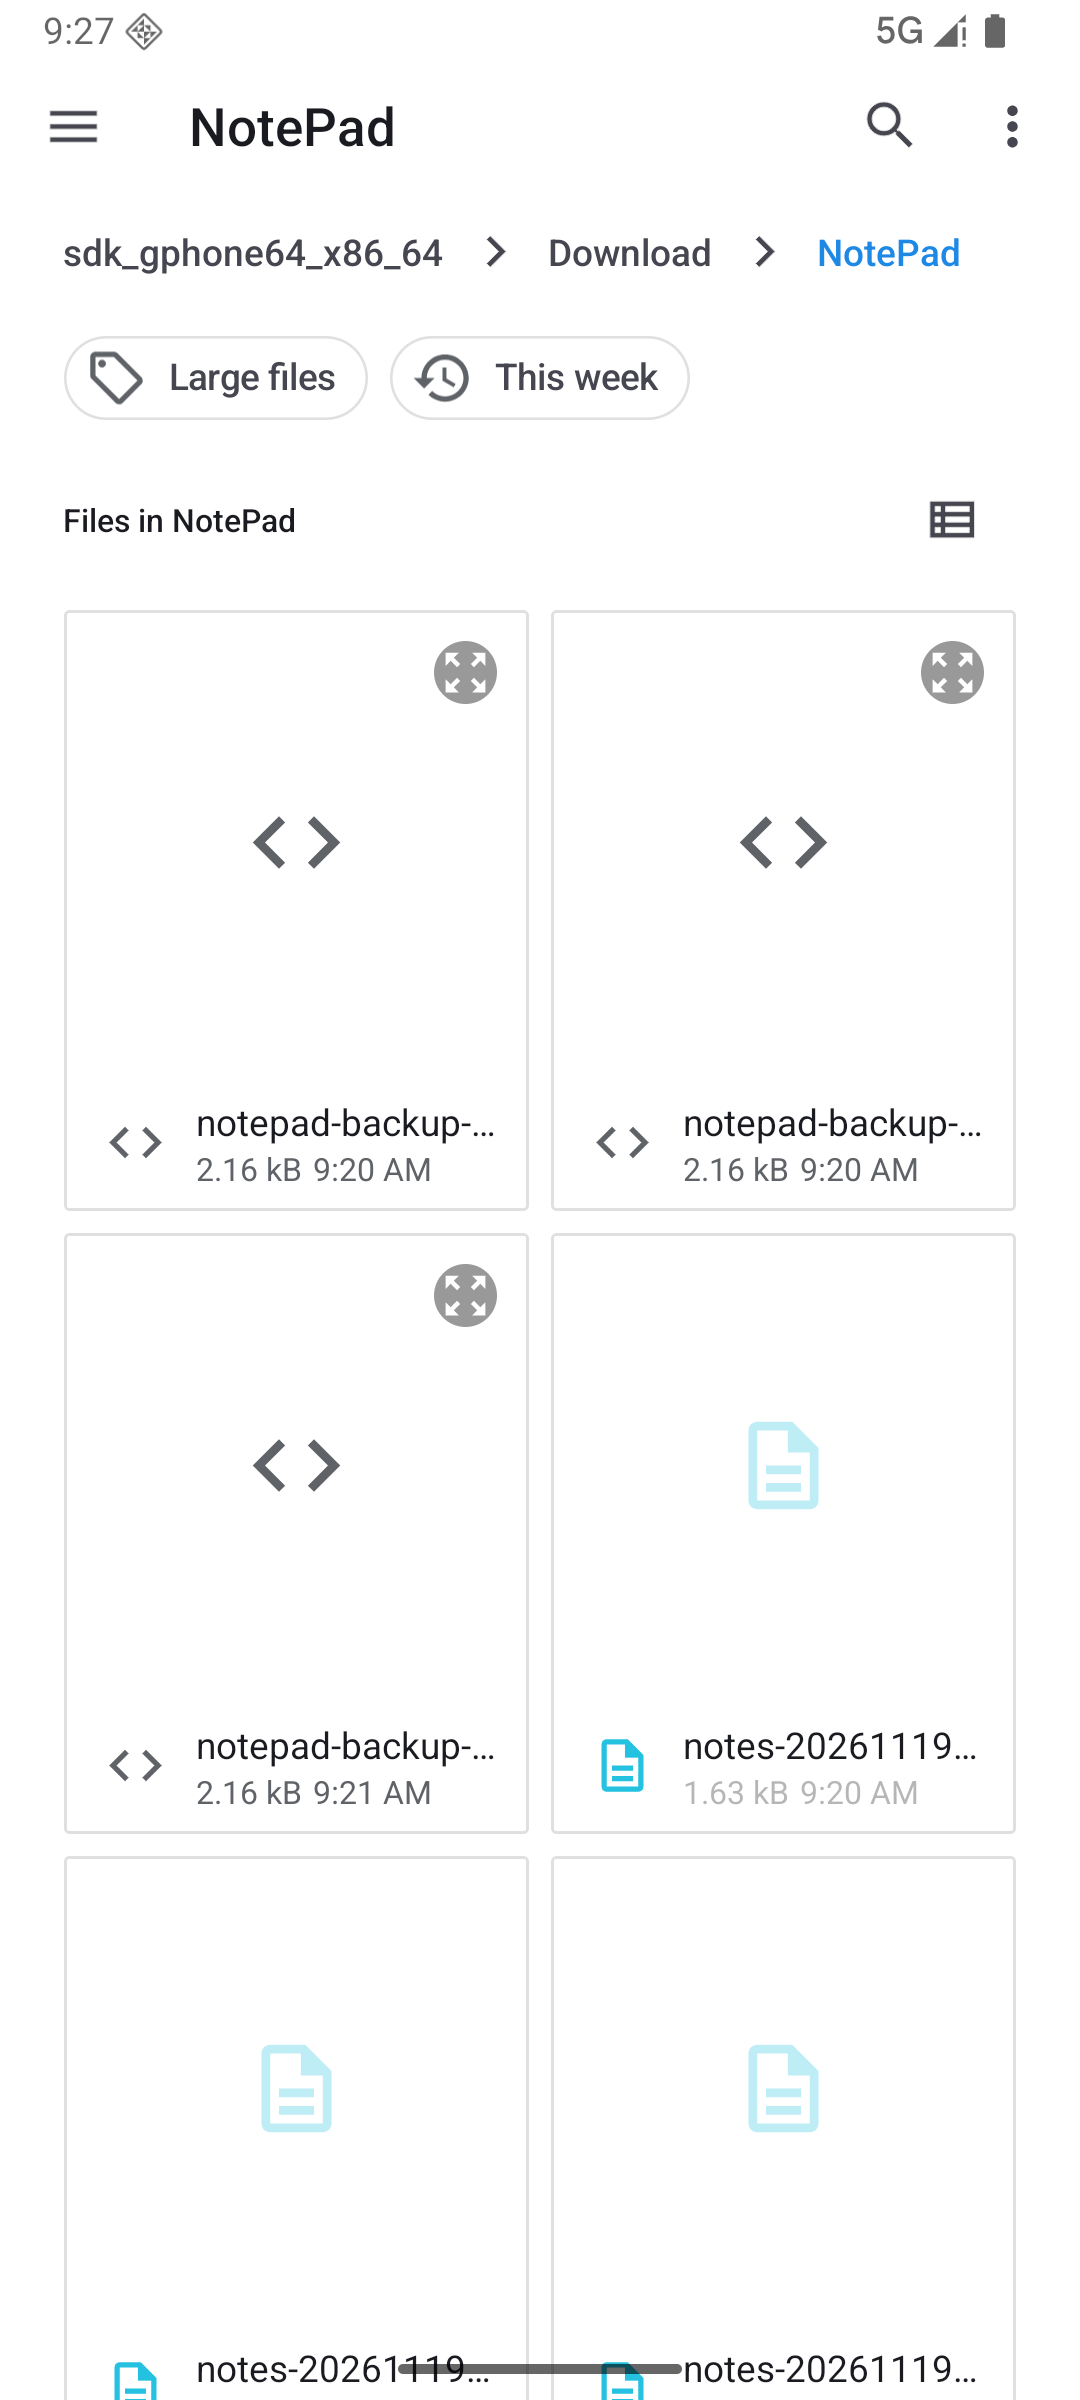 9:27
5G
NotePad
sdk_gphone64_x86_64
Download
NotePad
Large files
This week
Files in NotePad
notepad-backup-...
2.16 kB 9:20 AM
notepad-backup-...
2.16 kB 9:20 AM
notepad-backup-...
2.16 kB 9:21 AM
notes-20261119...
1.63 kB 9:20 AM
notes-20261119...
notes-20261119...